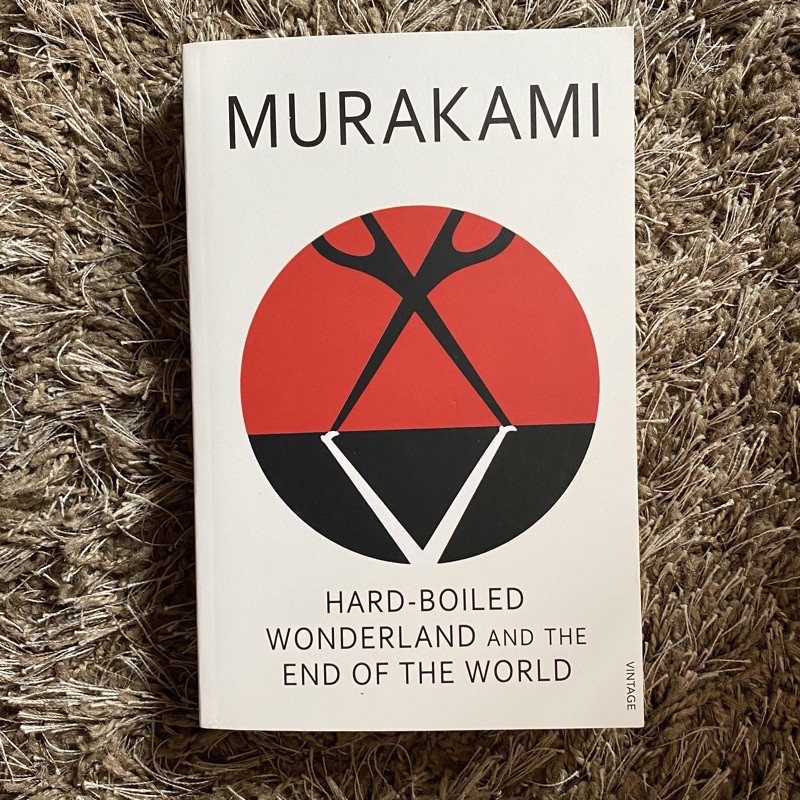 MURAKAMI
HARD-BOILED
WONDERLAND AND THE
END OF THE WORLD
VINTAGE